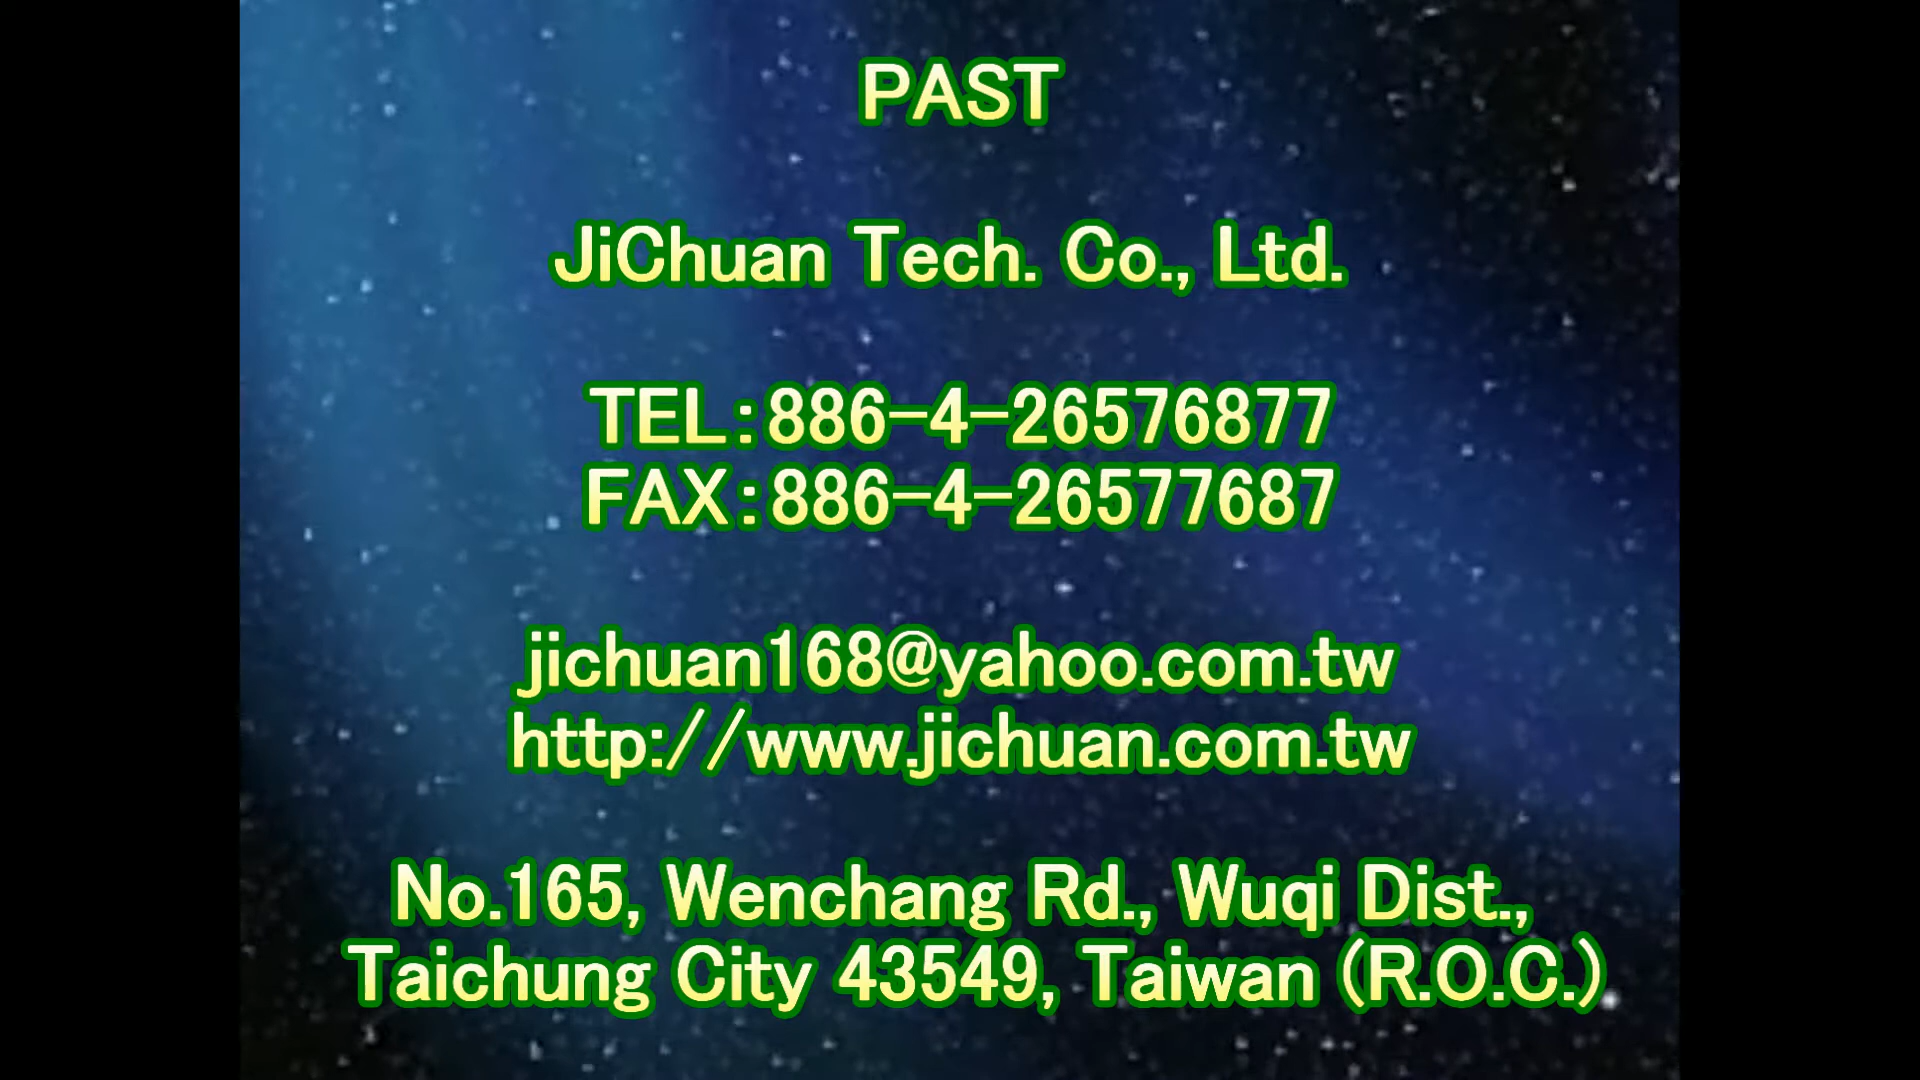 PAST
JiChuan Tech. Co., Ltd.
TEL:886-4-26576877
FAX:886-4-26577687
jichuan168@yahoo.com.tw
http://www.jichuan.com.tw
No.165, Wenchang Rd., Wuqi Dist.,
Taichung City 43549, Taiwan (R.O.C.)